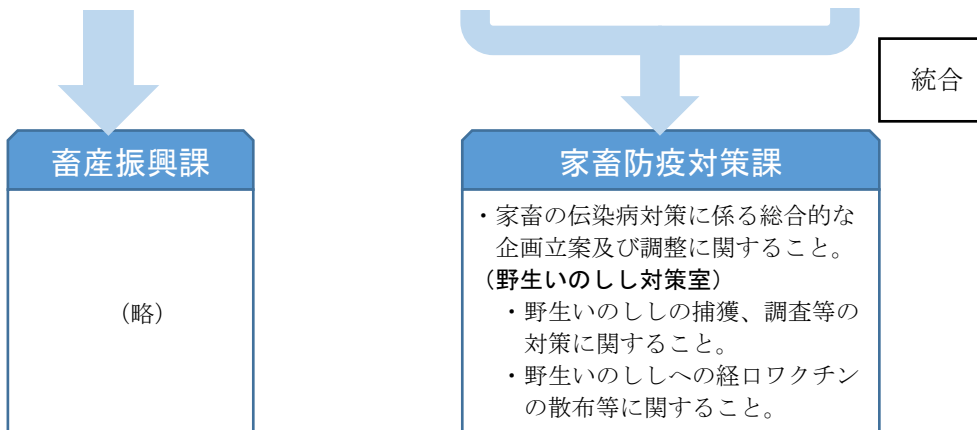 統合
畜産振興課
（略）
家畜防疫対策課
・家畜の伝染病対策に係る総合的な
企画立案及び調整に関すること。
（野生いのしし対策室）
・野生いのししの捕獲、調査等の
対策に関すること。
・野生いのししへの経口ワクチン
の散布等に関すること。